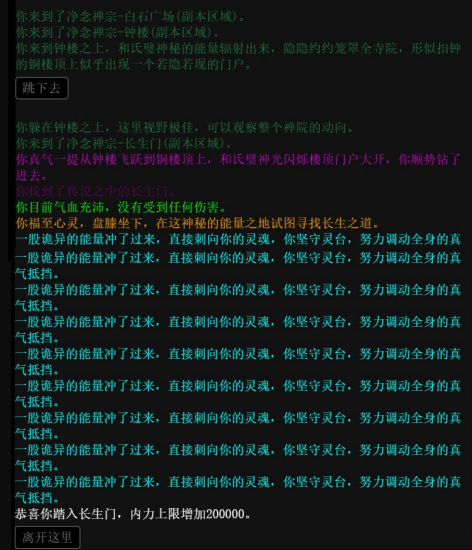 你来到了净念禅宗-白石广场(副本区域)。
你来到了净念禅宗-钟楼(副本区域)。
你来到钟楼之上，和氏璧神秘的能量辐射出来，隐隐约约笼罩全寺院，形似扣钟
的铜楼顶上似乎出现一个若隐若现的门户。
跳下去
你躲在钟楼之上，这里视野极佳，可以观察整个禅院的动向。
你来到了净念禅宗-长生门(副本区域)。
你真气一提从钟楼飞跃到铜楼顶上，和氏璧神光闪烁楼顶门户大开，你顺势钻了
进去。
你找到了传说之中的长生门。
你目前气血充沛，没有受到任何伤害。
你福至心灵，盘膝坐下，在这神秘的能量之地试图寻找长生之道。
一股诡异的能量冲了过来，直接刺向你的灵魂，你坚守灵台，努力调动全身的真
一股诡异的能量冲了过来，直接刺向你的灵魂，你坚守灵台，努力调动全身的真
气抵挡。
一股诡异的能量冲了过来，直接刺向你的灵魂，你坚守灵台，努力调动全身的真
气抵挡。
一股诡异的能量冲了过来，直接刺向你的灵魂，你坚守灵台，努力调动全身的真
气抵挡。
一股诡异的能量冲了过来，直接刺向你的灵魂，你坚守灵台，努力调动全身的真
气抵挡。
一股诡异的能量冲了过来，直接刺向你的灵魂，你坚守灵台，努力调动全身的真
气抵挡。
一股诡异的能量冲了过来，直接刺向你的灵魂，你坚守灵台，努力调动全身的真
气抵挡。
一股诡异的能量冲了过来，直接刺向你的灵魂，你坚守灵台，努力调动全身的真
气抵挡。
一股诡异的能量冲了过来，直接刺向你的灵魂，你坚守灵台，努力调动全身的真
气抵挡。
恭喜你踏入长生门，内力上限增加200000。
离开这里